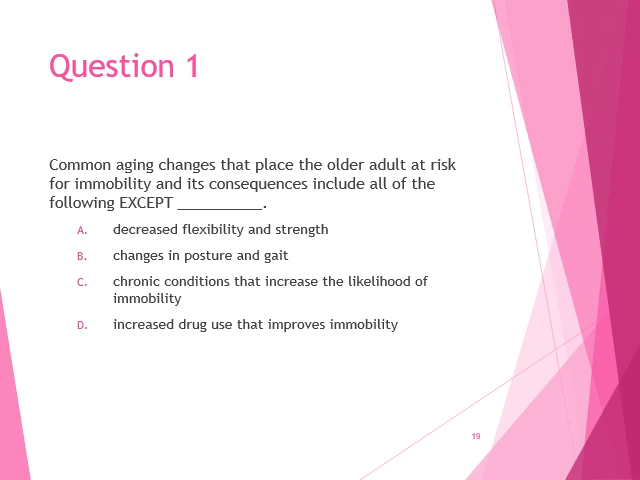 Question 1
Common aging changes that place the older adult at risk
for immobility and its consequences include all of the
following EXCEPT __________.
A. decreased flexibility and strength
B. changes in posture and gait
C. chronic conditions that increase the likelihood of
immobility
D. increased drug use that improves immobility
19